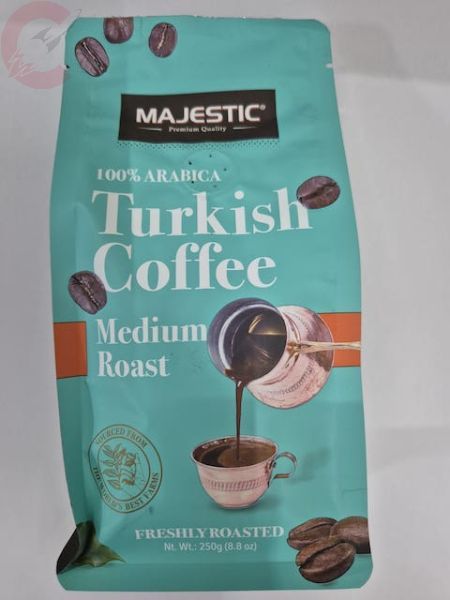 MAJESTIC®
Premium Quality
100% ARABICA
Turkish
Coffee
Medium
Roast
SOURCED FROM
THE WORLD'S BEST FARMS
FRESHLY ROASTED
Nt. Wt.: 250g (8.8 oz)